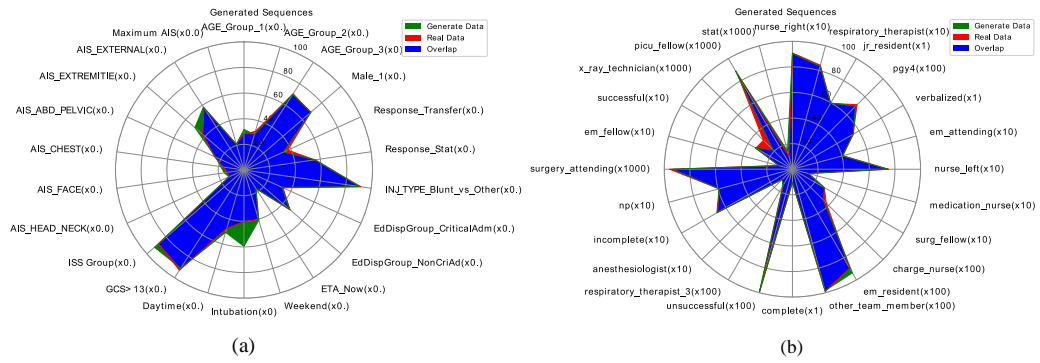 Generated Sequences
AGE_Group_1(x0.)
AGE_Group_2(x0.)
AGE_Group_3(x0)
Male_1(x0.)
Response_Transfer(x0.)
Response_Stat(x0.)
INJ_TYPE_Blunt_vs_Other(x0.)
EdDispGroup_CriticalAdm(x0.)
EdDispGroup_NonCriAd(x0.)
ETA_Now(x0.)
Weekend(x0.)
Intubation(x0)
Daytime(x0.)
GCS> 13(x0.)
ISS Group(x0.)
AIS_HEAD_NECK(x0.0)
AIS_FACE(x0.)
AIS_CHEST(x0.)
AIS_ABD_PELVIC(x0.)
AIS_EXTREMITIE(x0.)
AIS_EXTERNAL(x0.)
Maximum AIS(x0.0)
100
80
60
40
Generate Data
Real Data
Overlap
(a)
Generated Sequences
nurse_right(x10)
respiratory_therapist(x10)
jr_resident(x1)
pgy4(x100)
verbalized(x1)
em_attending(x10)
nurse_left(x10)
medication_nurse(x10)
surg_fellow(x10)
charge_nurse(x100)
em_resident(x100)
other_team_member(x100)
complete(x1)
unsuccessful(x100)
respiratory_therapist_3(x100)
anesthesiologist(x10)
incomplete(x10)
np(x10)
surgery_attending(x1000)
em_fellow(x10)
successful(x10)
x_ray_technician(x1000)
picu_fellow(x1000)
stat(x1000)
100
80
Generate Data
Real Data
Overlap
(b)